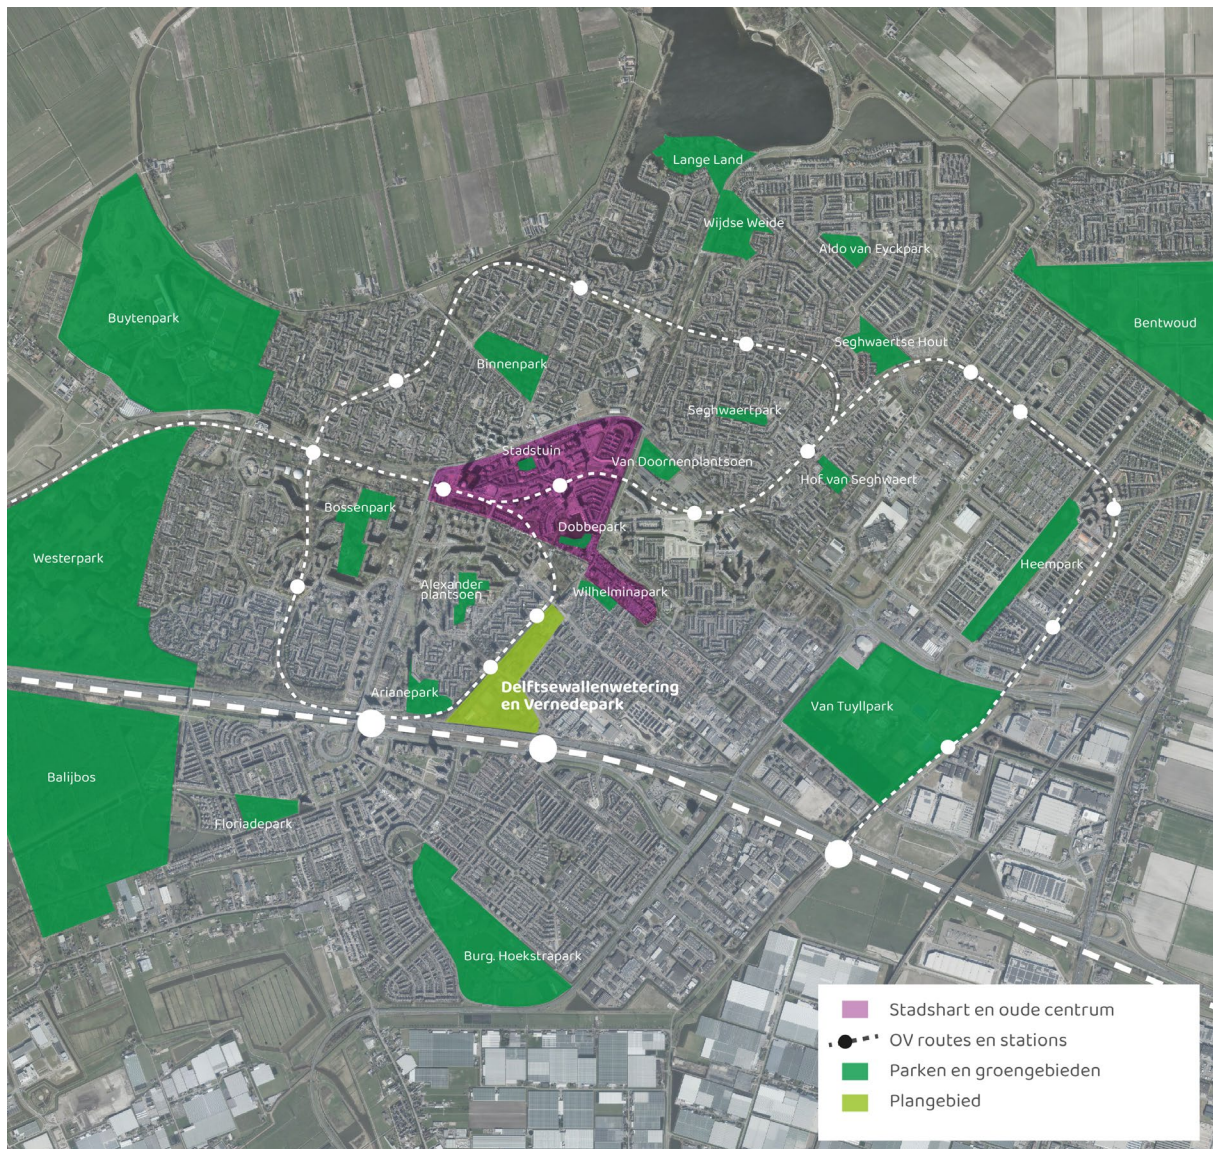 Lange Land
Wijdse Weide
Aldo van Eyckpark
Buytenpark
Bentwoud
Seghwaertse Hout
Binnenpark
Seghwaertpark
Stadstuin
Van Doornenplantsoen
Hof van Seghwaert
Bossenpark
Dobbepark
Westerpark
Heempark
Alexander
plantsoen
Wilhelminapark
Arianepark
Delftsewallenwetering
en Vernedepark
Van Tuyllpark
Balijbos
Floriadepark
Burg. Hoekstrapark
Stadshart en oude centrum
OV routes en stations
Parken en groengebieden
Plangebied